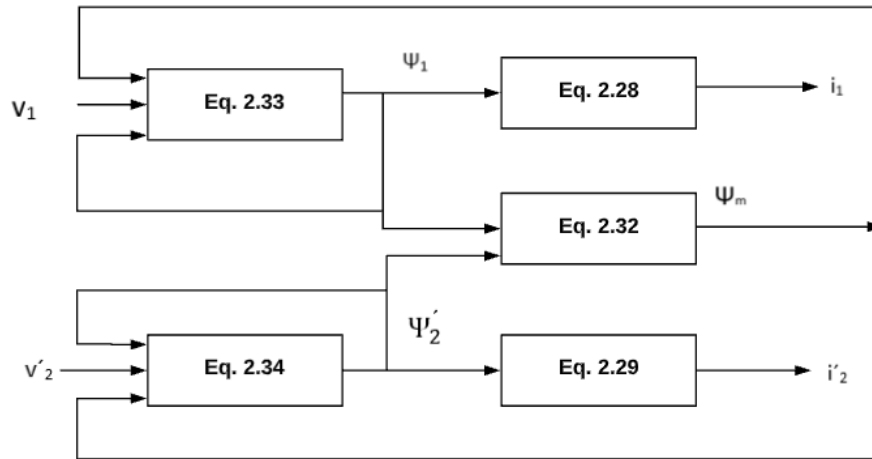 Ψ₁
Eq. 2.33
Eq. 2.28
i₁
v₁
Ψₘ
Eq. 2.32
Ψ₂´
Eq. 2.34
Eq. 2.29
v´₂
i´₂